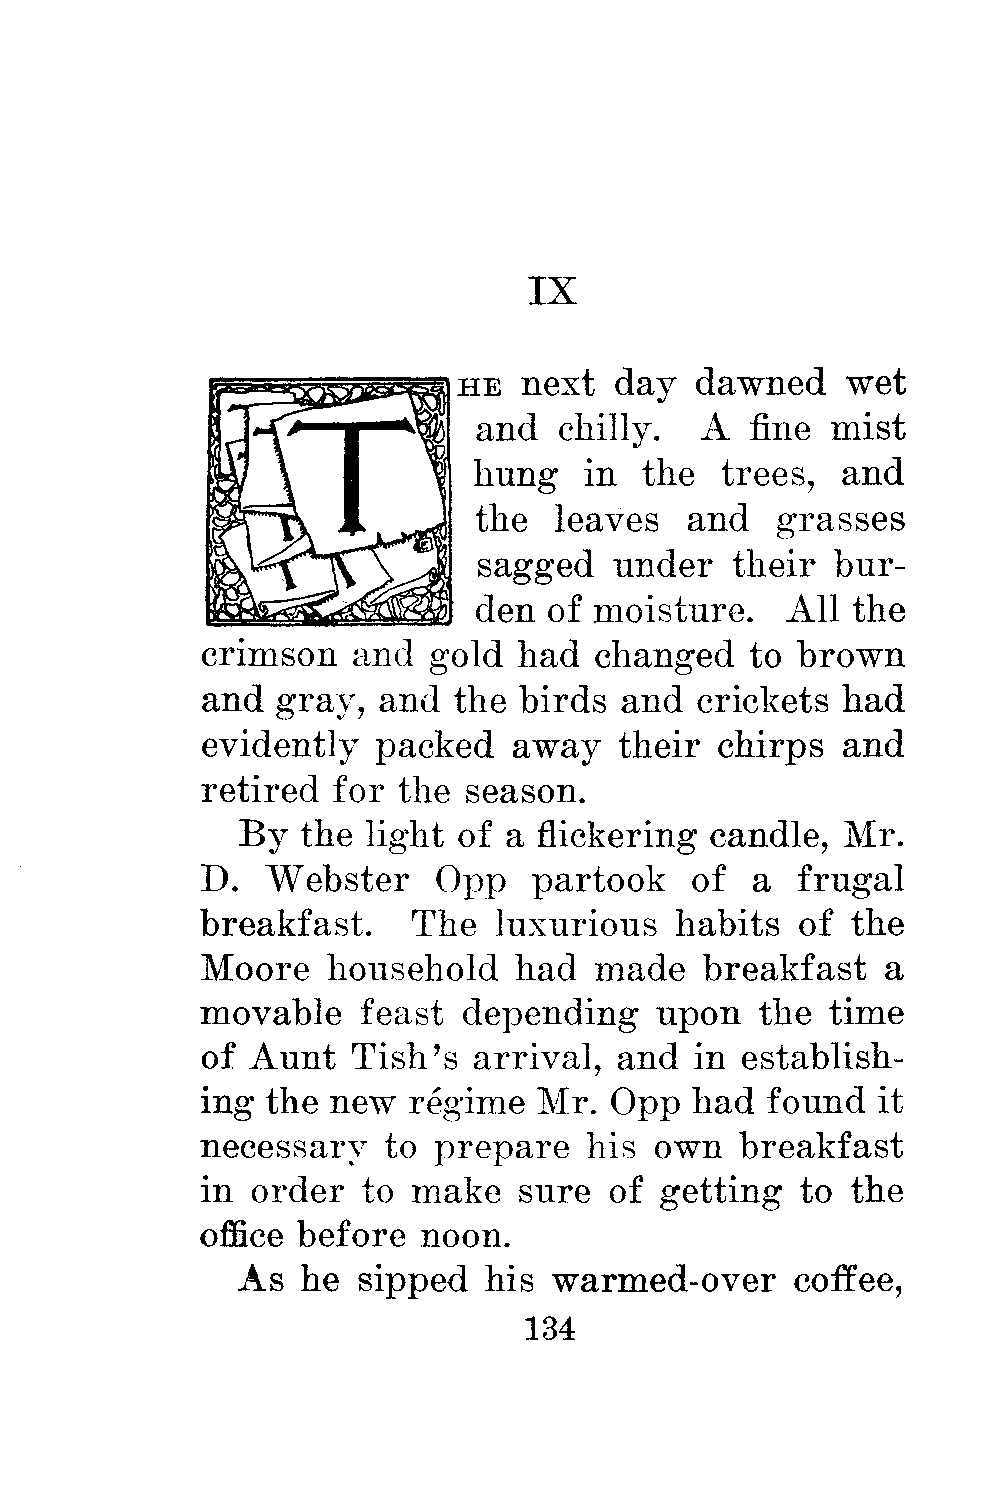 IX
THE next day dawned wet
and chilly. A fine mist
hung in the trees, and
the leaves and grasses
sagged under their bur-
den of moisture. All the
crimson and gold had changed to brown
and gray, and the birds and crickets had
evidently packed away their chirps and
retired for the season.
By the light of a flickering candle, Mr.
D. Webster Opp partook of a frugal
breakfast. The luxurious habits of the
Moore household had made breakfast a
movable feast depending upon the time
of Aunt Tish's arrival, and in establish-
ing the new régime Mr. Opp had found it
necessary to prepare his own breakfast
in order to make sure of getting to the
office before noon.
As he sipped his warmed-over coffee,
134